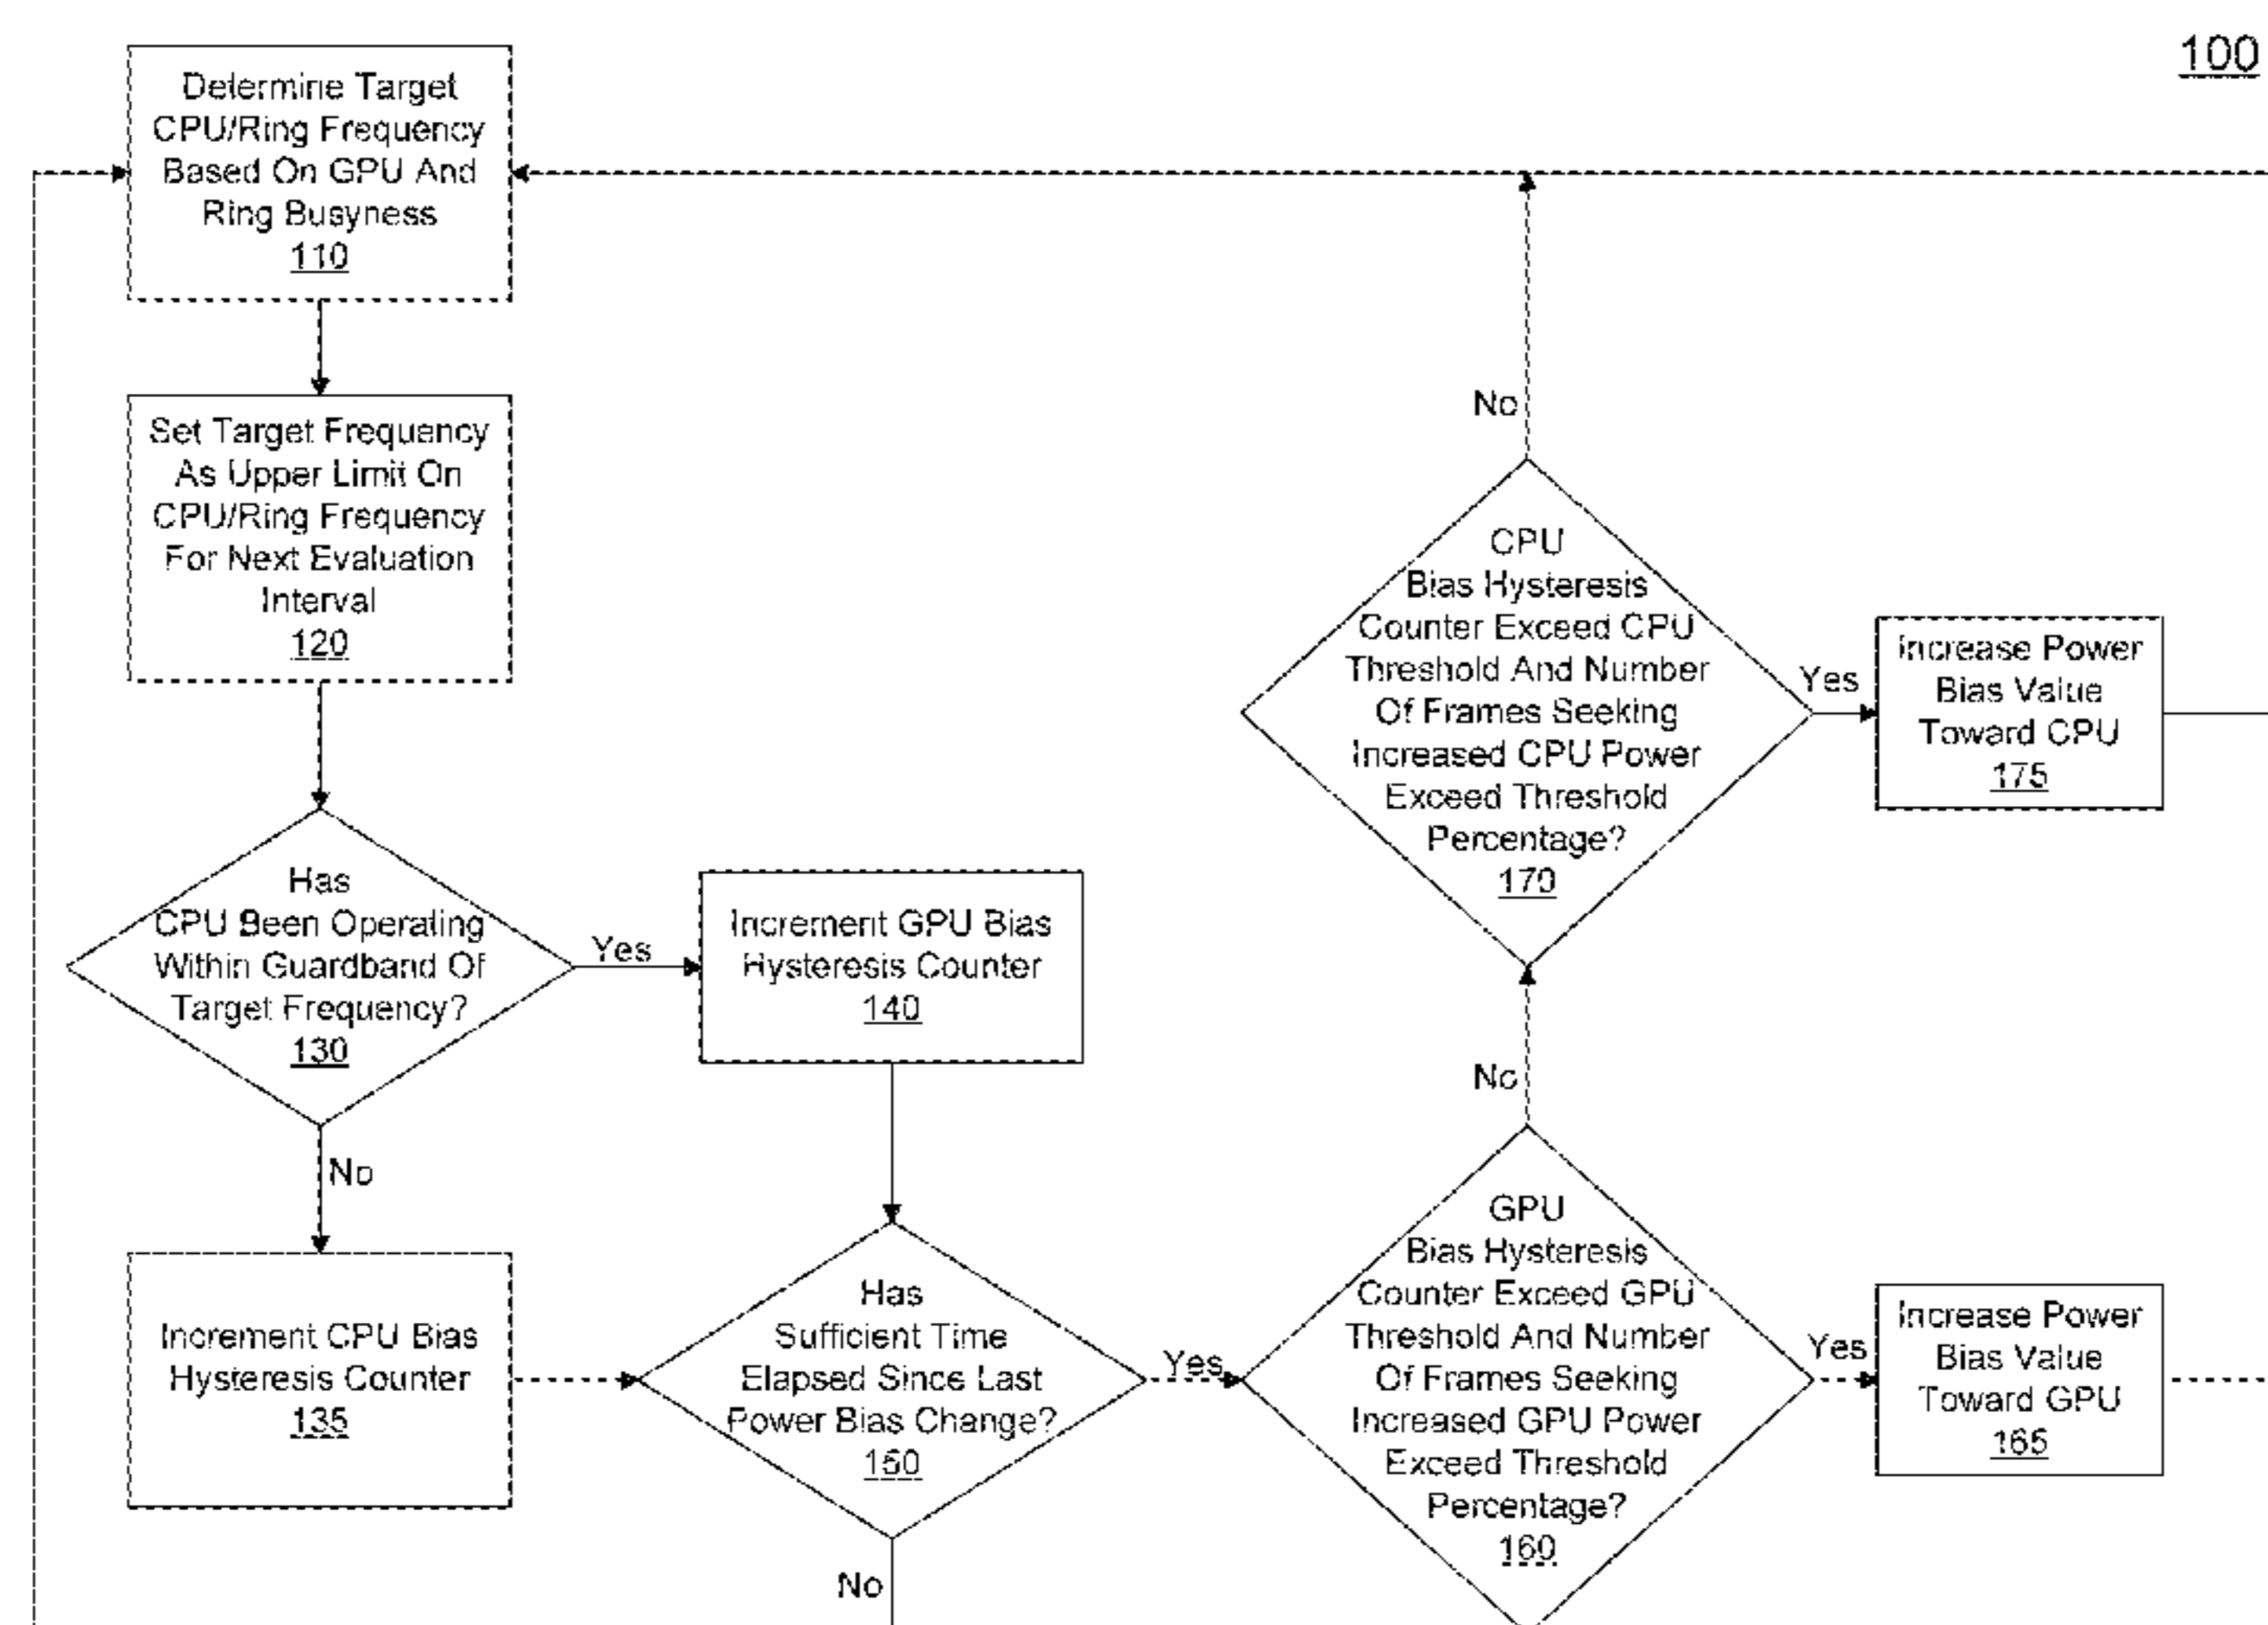 100
Determine Target
CPU/Ring Frequency
Based On GPU And
Ring Busyness
110
Set Target Frequency
As Upper Limit On
CPU/Ring Frequency
For Next Evaluation
Interval
120
Has
CPU Been Operating
Within Guardband Of
Target Frequency?
130
Yes
No
Increment GPU Bias
Hysteresis Counter
140
Increment CPU Bias
Hysteresis Counter
135
Has
Sufficient Time
Elapsed Since Last
Power Bias Change?
150
Yes
No
GPU
Bias Hysteresis
Counter Exceed GPU
Threshold And Number
Of Frames Seeking
Increased GPU Power
Exceed Threshold
Percentage?
160
Yes
No
Increase Power
Bias Value
Toward GPU
165
CPU
Bias Hysteresis
Counter Exceed CPU
Threshold And Number
Of Frames Seeking
Increased CPU Power
Exceed Threshold
Percentage?
170
Yes
No
Increase Power
Bias Value
Toward CPU
175